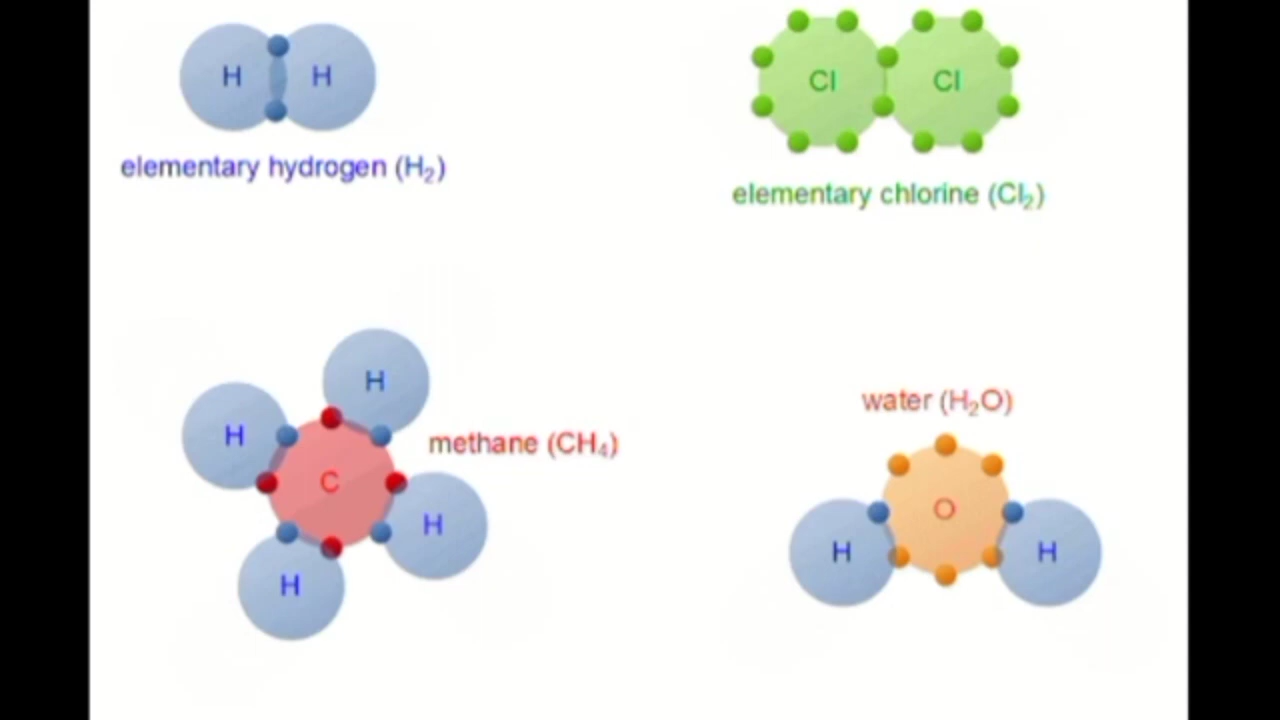 H H
elementary hydrogen (H₂)
Cl Cl
elementary chlorine (Cl₂)
H
H
methane (CH₄)
C
H
H
water (H₂O)
O
H H